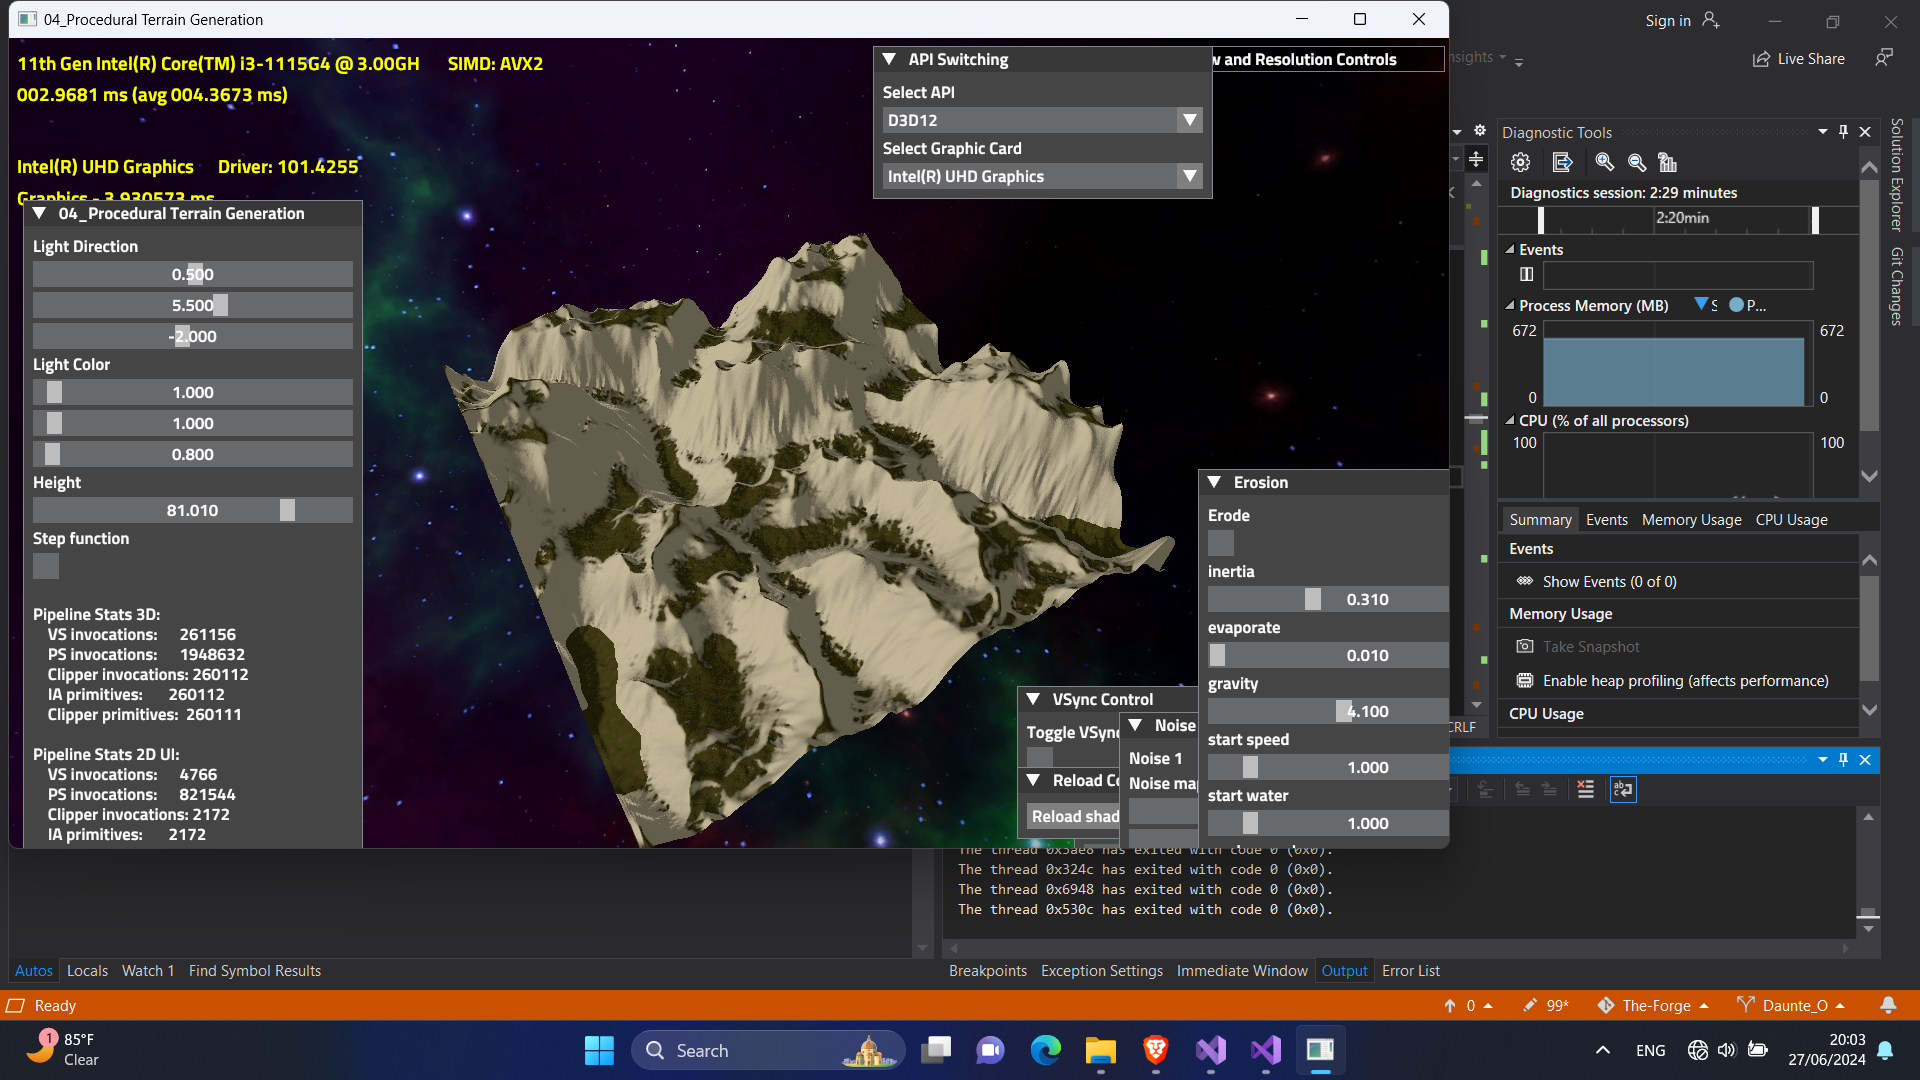 04_Procedural Terrain Generation
11th Gen Intel(R) Core(TM) i3-1115G4 @ 3.00GH SIMD: AVX2
002.9681 ms (avg 004.3673 ms)
Intel(R) UHD Graphics Driver: 101.4255
Graphics - 3.930573 ms
04_Procedural Terrain Generation
Light Direction
0.500
5.500
-2.000
Light Color
1.000
1.000
0.800
Height
81.010
Step function
Pipeline Stats 3D:
VS invocations: 261156
PS invocations: 1948632
Clipper invocations: 260112
IA primitives: 260112
Clipper primitives: 260111
Pipeline Stats 2D UI:
VS invocations: 4766
PS invocations: 821544
Clipper invocations: 2172
IA primitives: 2172
API Switching
Select API
D3D12
Select Graphic Card
Intel(R) UHD Graphics
w and Resolution Controls
VSync Control
Toggle VSync
Reload Co
Reload shad
Noise
Noise 1
Noise map
Erosion
Erode
inertia
0.310
evaporate
0.010
gravity
4.100
start speed
1.000
start water
1.000
Sign in
nsights
Live Share
Diagnostic Tools
Diagnostics session: 2:29 minutes
2:20min
Events
Process Memory (MB) S P...
672 672
0 0
CPU (% of all processors)
100 100
Summary Events Memory Usage CPU Usage
Events
Show Events (0 of 0)
Memory Usage
Take Snapshot
Enable heap profiling (affects performance)
CPU Usage
Solution Explorer
Git Changes
CRLF
The thread 0x5ae8 has exited with code 0 (0x0).
The thread 0x324c has exited with code 0 (0x0).
The thread 0x6948 has exited with code 0 (0x0).
The thread 0x530c has exited with code 0 (0x0).
Autos Locals Watch 1 Find Symbol Results
Breakpoints Exception Settings Immediate Window Output Error List
Ready
0 99* The-Forge Daunte_O
1
85°F
Clear
Search
ENG
20:03
27/06/2024